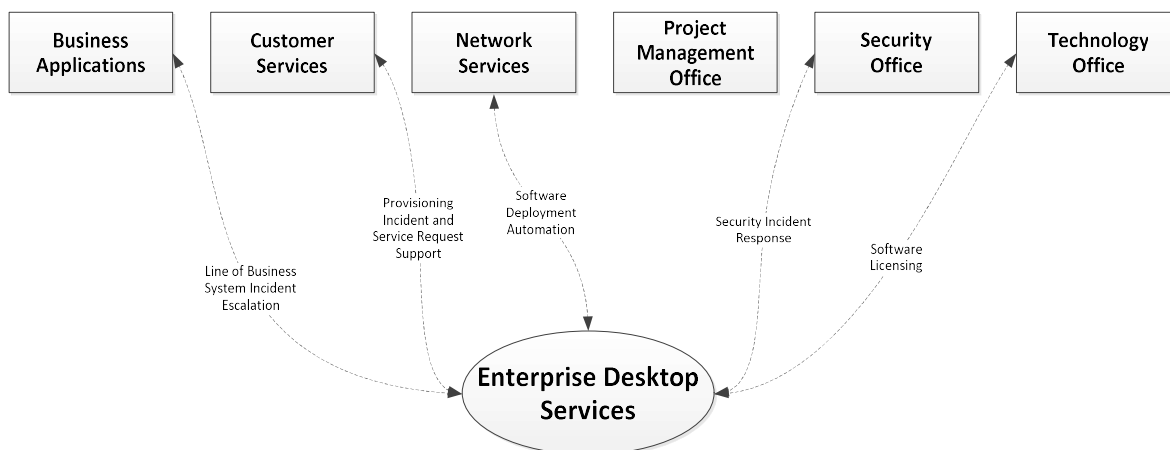 Business
Applications
Customer
Services
Network
Services
Project
Management
Office
Security
Office
Technology
Office
Provisioning
Incident and
Service Request
Support
Software
Deployment
Automation
Security Incident
Response
Software
Licensing
Line of Business
System Incident
Escalation
Enterprise Desktop
Services